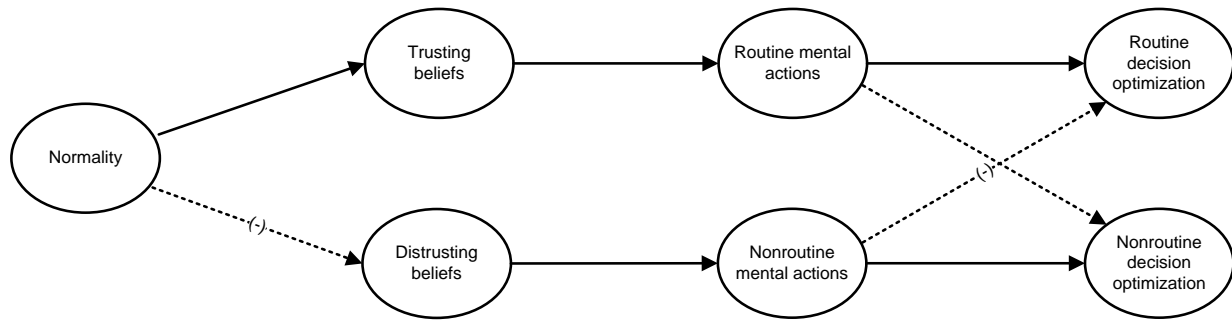 Normality
Trusting
beliefs
Routine mental
actions
Routine
decision
optimization
(-)
Distrusting
beliefs
Nonroutine
mental actions
(-)
Nonroutine
decision
optimization